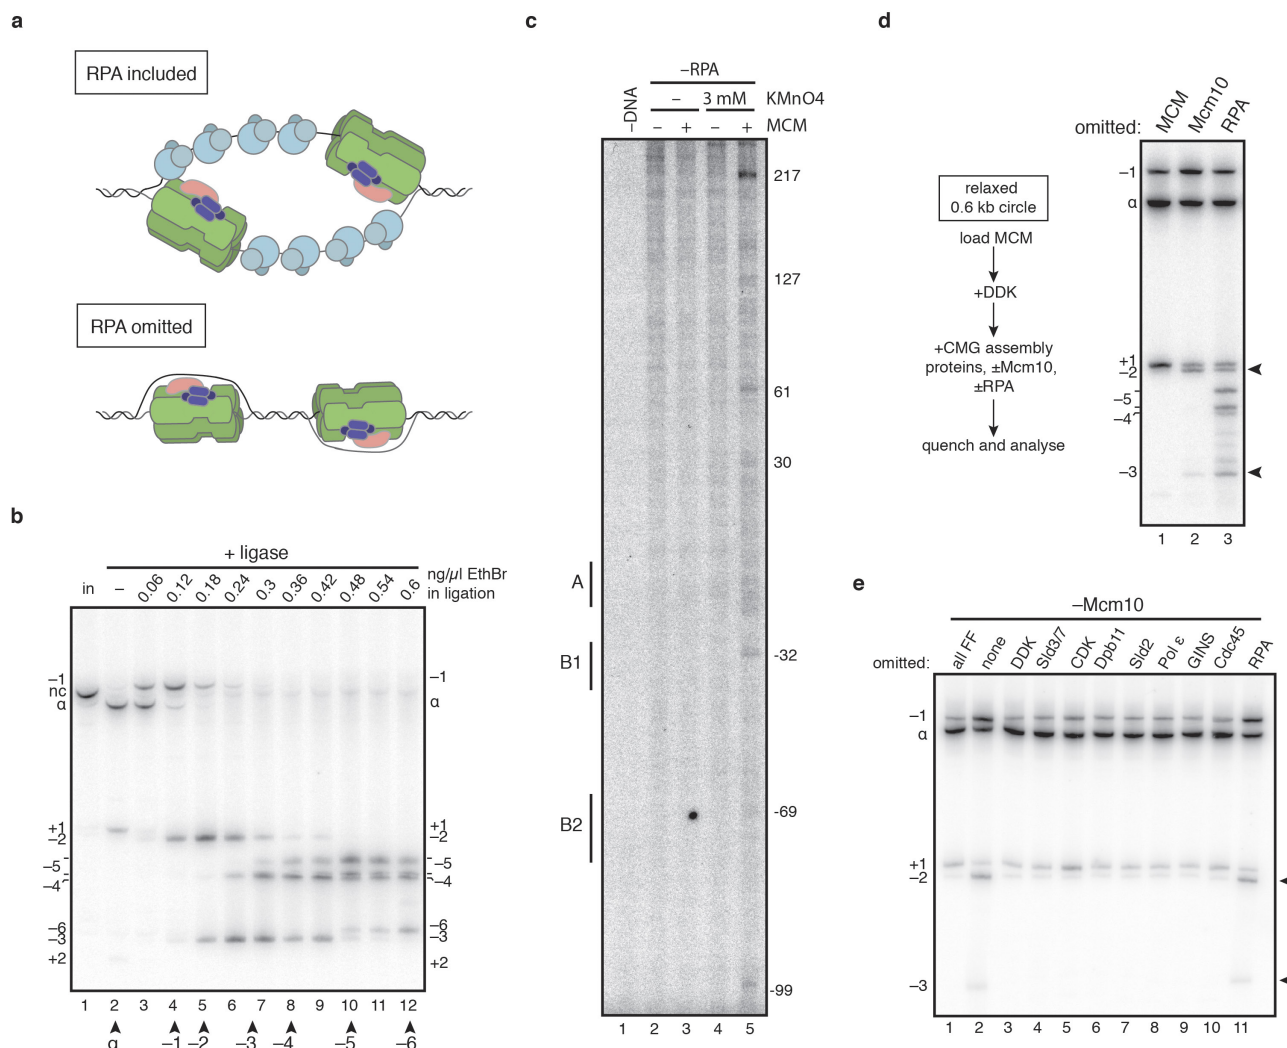 a
RPA included
RPA omitted
b
+ ligase
in
–
0.06
0.12
0.18
0.24
0.3
0.36
0.42
0.48
0.54
0.6
ng/µl EthBr
in ligation
–1
nc
α
+1
–2
–5
–4
–6
–3
+2
–1
α
+1
–2
–5
–4
–6
–3
+2
1 2 3 4 5 6 7 8 9 10 11 12
α –1 –2 –3 –4 –5 –6
c
–RPA
–DNA
– 3 mM KMnO4
– + – + MCM
217
127
61
30
A
B1
-32
B2
-69
-99
1 2 3 4 5
d
relaxed
0.6 kb circle
load MCM
+DDK
+CMG assembly
proteins, ±Mcm10,
±RPA
quench and analyse
omitted: MCM Mcm10 RPA
–1
α
+1
–2
–5
–4
–3
1 2 3
e
–Mcm10
omitted: all FF none DDK Sld3/7 CDK Dpb11 Sld2 Pol ε GINS Cdc45 RPA
–1
α
+1
–2
–3
1 2 3 4 5 6 7 8 9 10 11